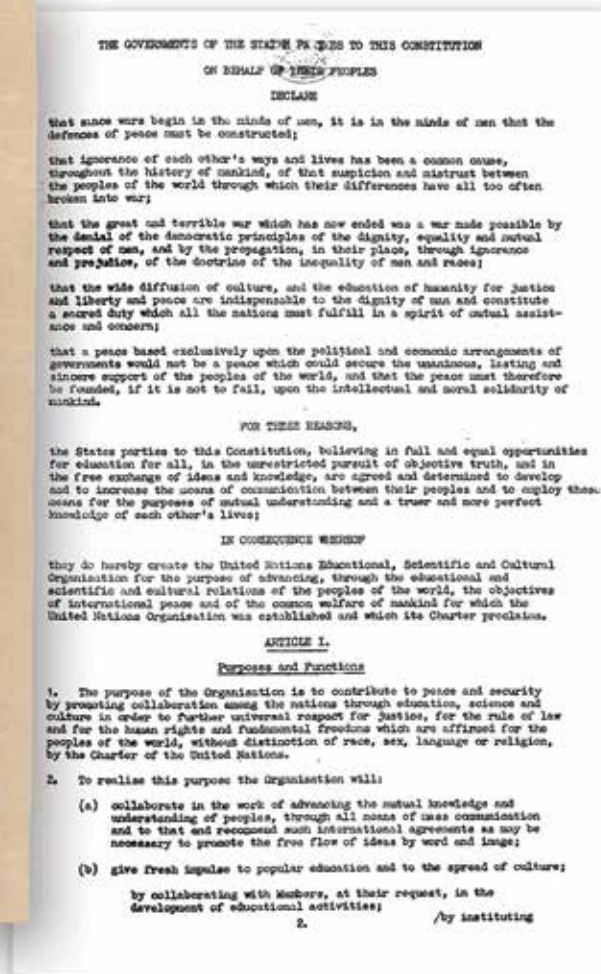 THE GOVERNMENTS OF THE STATES PARTIES TO THIS CONSTITUTION
ON BEHALF OF THEIR PEOPLES
DECLARE
that since wars begin in the minds of men, it is in the minds of men that the
defences of peace must be constructed;
that ignorance of each other's ways and lives has been a common cause,
throughout the history of mankind, of that suspicion and mistrust between
the peoples of the world through which their differences have all too often
broken into war;
that the great and terrible war which has now ended was a war made possible by
the denial of the democratic principles of the dignity, equality and mutual
respect of men, and by the propagation, in their place, through ignorance
and prejudice, of the doctrine of the inequality of men and races;
that the wide diffusion of culture, and the education of humanity for justice
and liberty and peace are indispensable to the dignity of man and constitute
a sacred duty which all the nations must fulfill in a spirit of mutual assist-
ance and concern;
that a peace based exclusively upon the political and economic arrangements of
governments would not be a peace which could secure the unanimous, lasting and
sincere support of the peoples of the world, and that the peace must therefore
be founded, if it is not to fail, upon the intellectual and moral solidarity of
mankind.
FOR THESE REASONS,
the States parties to this Constitution, believing in full and equal opportunities
for education for all, in the unrestricted pursuit of objective truth, and in
the free exchange of ideas and knowledge, are agreed and determined to develop
and to increase the means of communication between their peoples and to employ these
means for the purposes of mutual understanding and a truer and more perfect
knowledge of each other's lives;
IN CONSEQUENCE WHEREOF
they do hereby create the United Nations Educational, Scientific and Cultural
Organisation for the purpose of advancing, through the educational and
scientific and cultural relations of the peoples of the world, the objectives
of international peace and of the common welfare of mankind for which the
United Nations Organisation was established and which its Charter proclaims.
ARTICLE I.
Purposes and Functions
1. The purpose of the Organisation is to contribute to peace and security
by promoting collaboration among the nations through education, science and
culture in order to further universal respect for justice, for the rule of law
and for the human rights and fundamental freedoms which are affirmed for the
peoples of the world, without distinction of race, sex, language or religion,
by the Charter of the United Nations.
2. To realise this purpose the Organisation will:
(a) collaborate in the work of advancing the mutual knowledge and
understanding of peoples, through all means of mass communication
and to that end recommend such international agreements as may be
necessary to promote the free flow of ideas by word and image;
(b) give fresh impulse to popular education and to the spread of culture;
by collaborating with Members, at their request, in the
development of educational activities;
/by instituting
2.